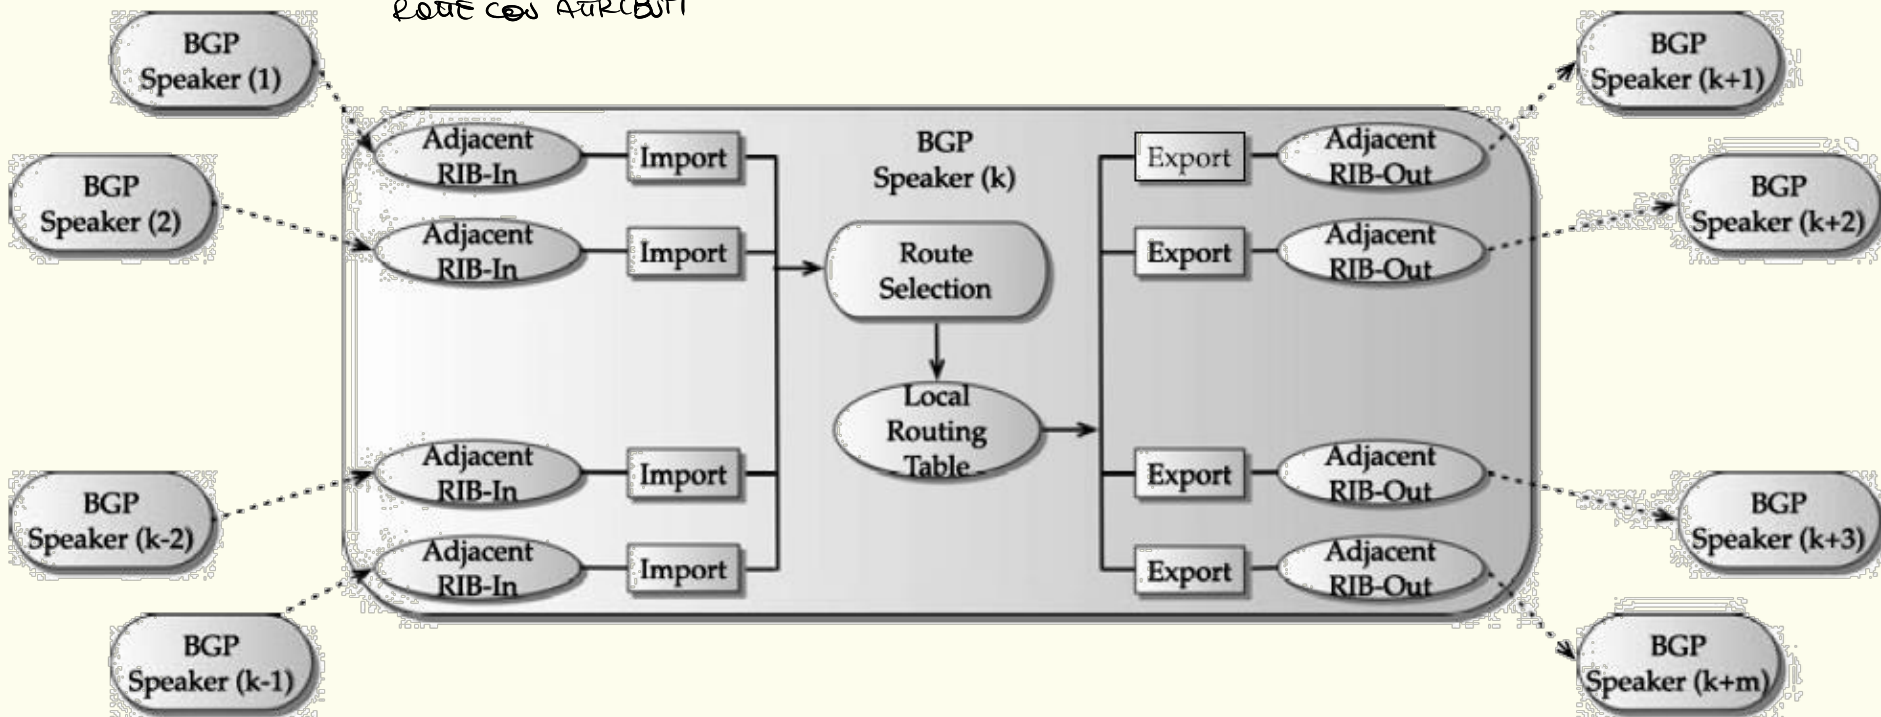 ROUTE CON ATTRIBUTI
BGP
Speaker (1)
BGP
Speaker (2)
BGP
Speaker (k-2)
BGP
Speaker (k-1)
Adjacent
RIB-In
Import
Adjacent
RIB-In
Import
Adjacent
RIB-In
Import
Adjacent
RIB-In
Import
BGP
Speaker (k)
Route
Selection
Local
Routing
Table
Export
Adjacent
RIB-Out
Export
Adjacent
RIB-Out
Export
Adjacent
RIB-Out
Export
Adjacent
RIB-Out
BGP
Speaker (k+1)
BGP
Speaker (k+2)
BGP
Speaker (k+3)
BGP
Speaker (k+m)